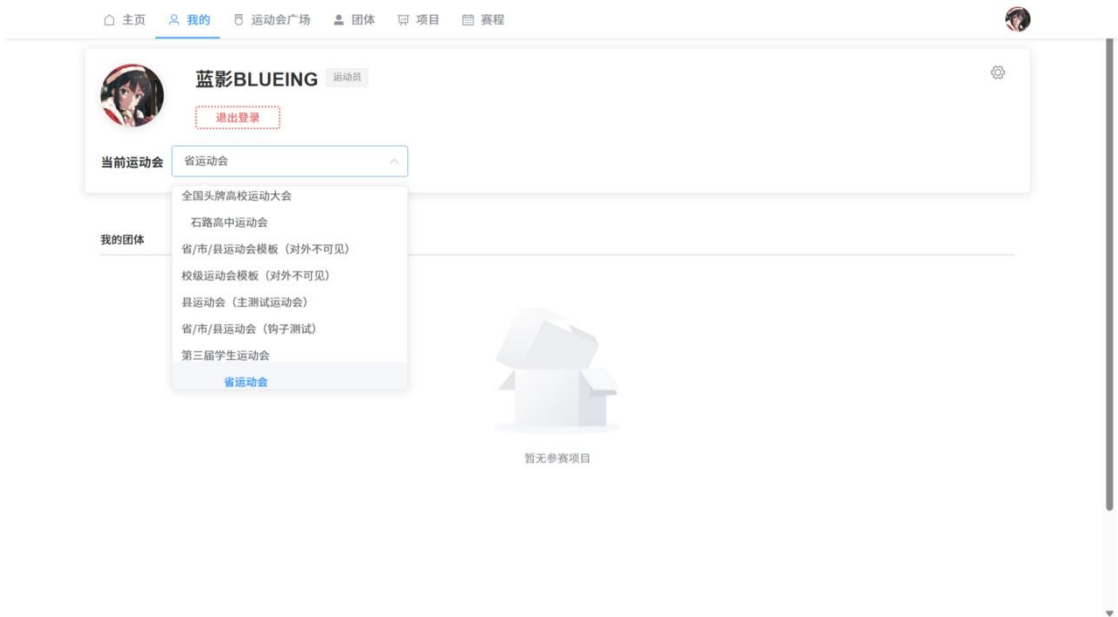 主页 我的 运动会广场 团体 项目 赛程
蓝影BLUEING 运动员
退出登录
当前运动会 省运动会
全国头牌高校运动大会
石路高中运动会
我的团体
省/市/县运动会模板（对外不可见）
校级运动会模板（对外不可见）
县运动会（主测试运动会）
省/市/县运动会（钩子测试）
第三届学生运动会
省运动会
暂无参赛项目